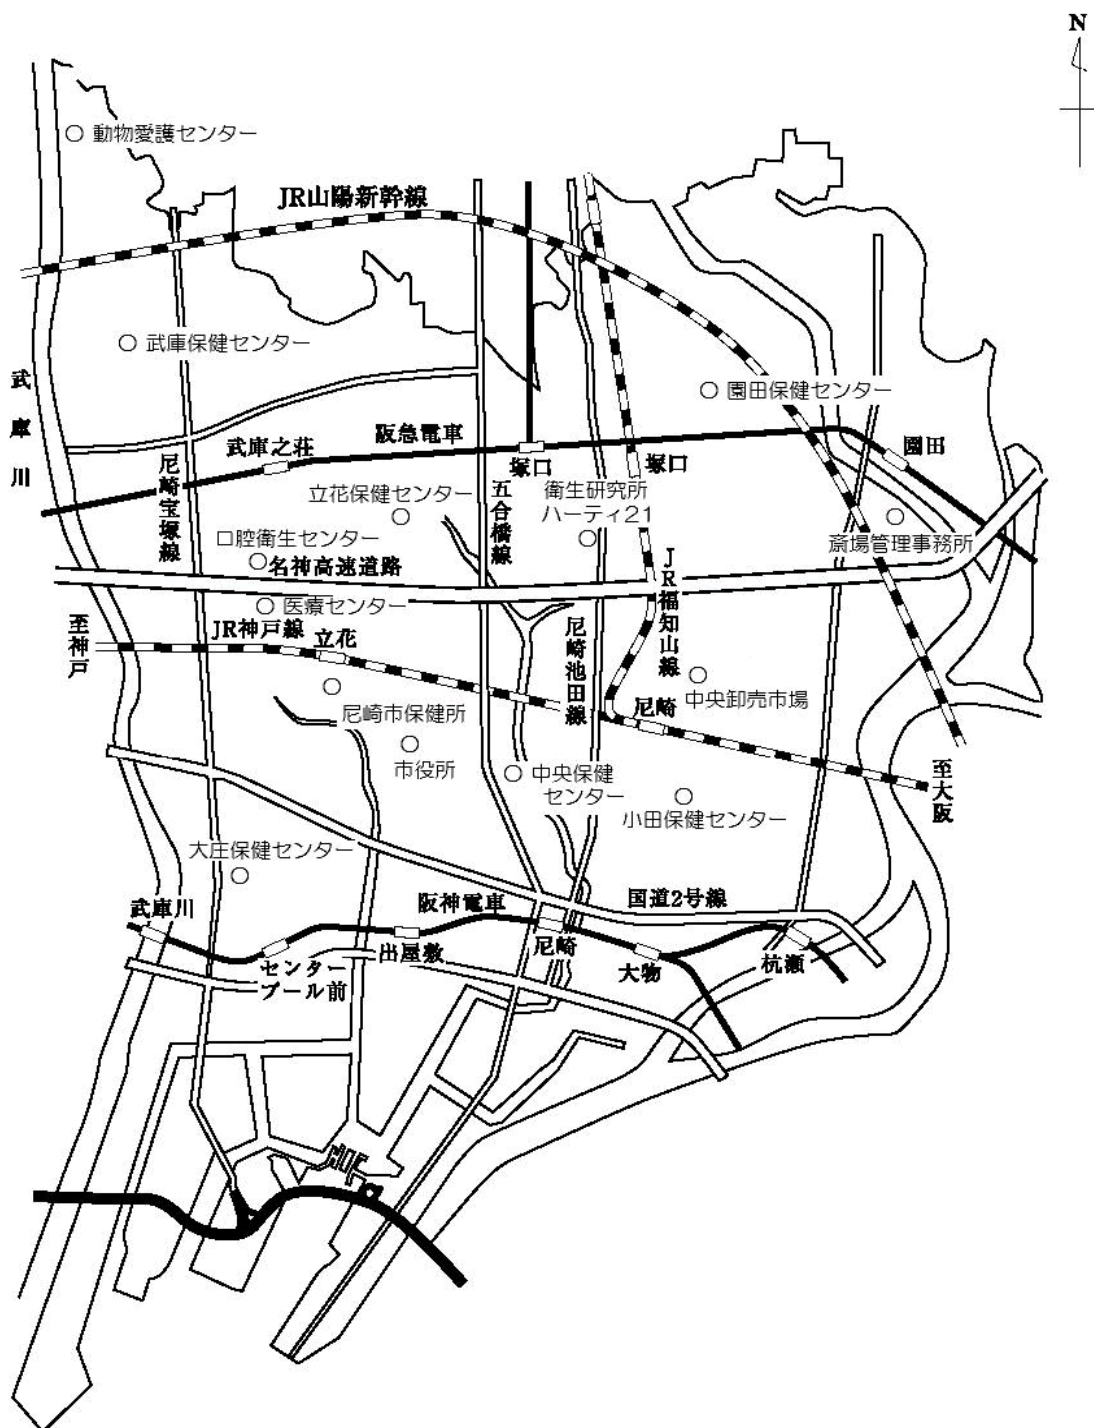 N
動物愛護センター
JR山陽新幹線
武庫保健センター
武庫川
園田保健センター
阪急電車
武庫之荘
塚口
塚口
園田
尼崎宝塚線
立花保健センター
五合橋線
衛生研究所
ハーティ21
口腔衛生センター
斎場管理事務所
名神高速道路
JR福知山線
医療センター
至神戸
JR神戸線
立花
尼崎池田線
中央卸売市場
尼崎
尼崎市保健所
市役所
中央保健
センター
至大阪
小田保健センター
大庄保健センター
国道2号線
阪神電車
武庫川
出屋敷
尼崎
センター
プール前
大物
杭瀬